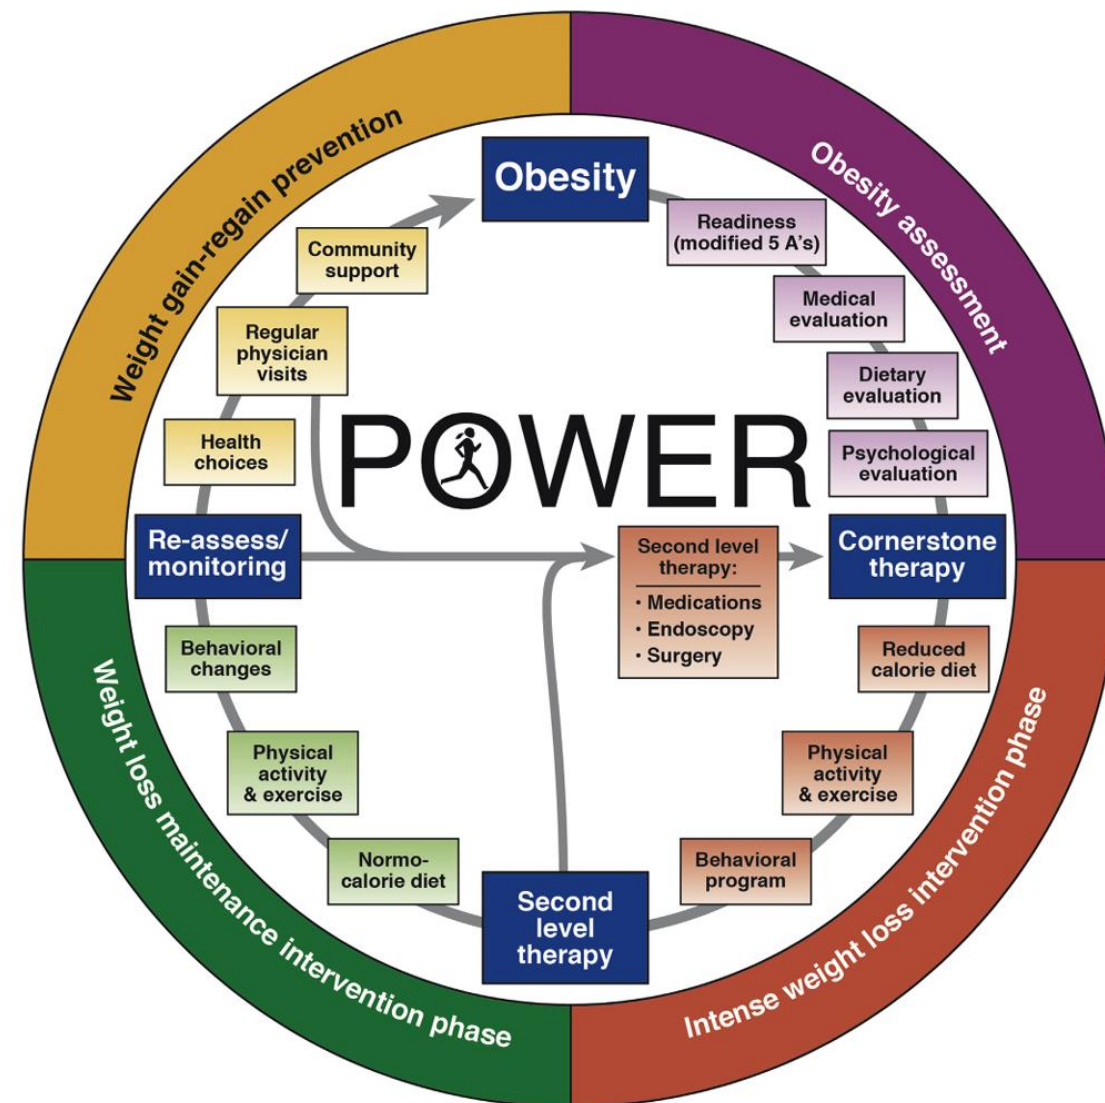 Weight gain-regain prevention
Obesity assessment
Obesity
Readiness
(modified 5 A's)
Medical
evaluation
Dietary
evaluation
Psychological
evaluation
Community
support
Regular
physician
visits
Health
choices
POWER
Re-assess/
monitoring
Second level
therapy:
• Medications
• Endoscopy
• Surgery
Cornerstone
therapy
Reduced
calorie diet
Physical
activity
& exercise
Behavioral
program
Second
level
therapy
Normo-
calorie diet
Physical
activity
& exercise
Behavioral
changes
Weight loss maintenance intervention phase
Intense weight loss intervention phase